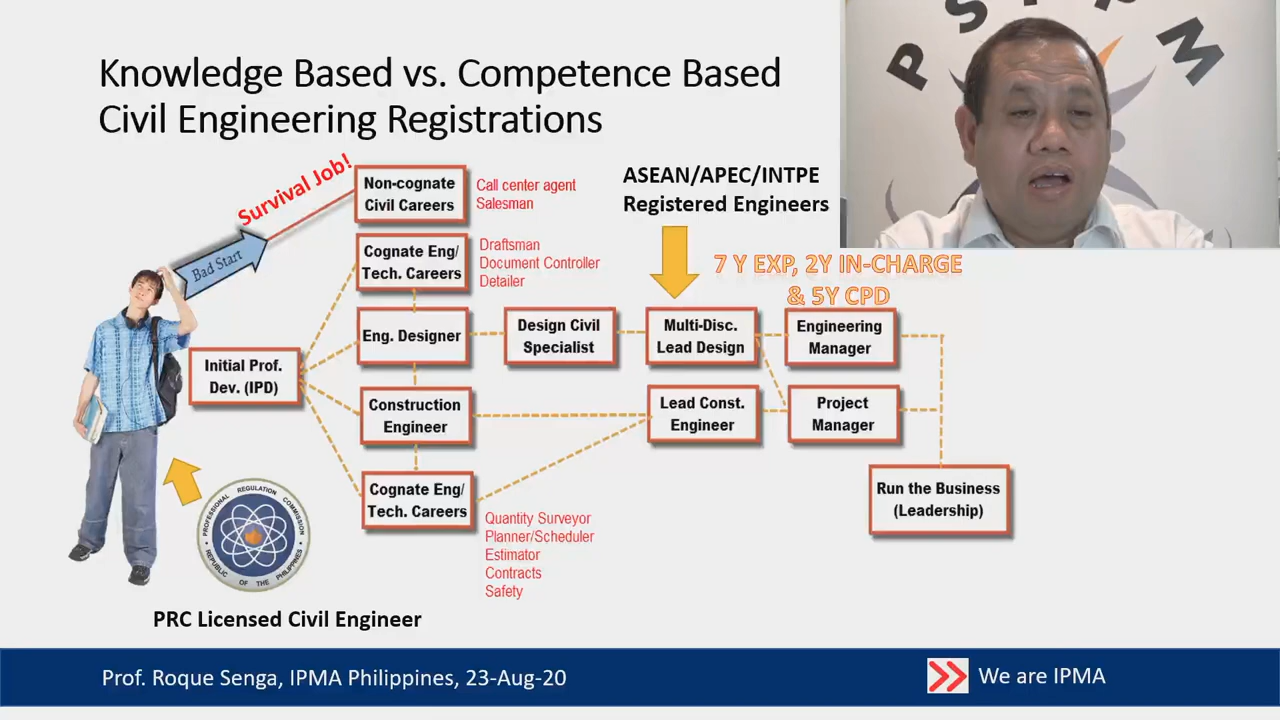 Knowledge Based vs. Competence Based
Civil Engineering Registrations
PSIPM
Survival Job!
Bad Start
Non-cognate
Civil Careers
Call center agent
Salesman
ASEAN/APEC/INTPE
Registered Engineers
Cognate Eng/
Tech. Careers
Draftsman
Document Controller
Detailer
7 Y EXP, 2Y IN-CHARGE
& 5Y CPD
Initial Prof.
Dev. (IPD)
Eng. Designer
Design Civil
Specialist
Multi-Disc.
Lead Design
Engineering
Manager
Construction
Engineer
Lead Const.
Engineer
Project
Manager
Cognate Eng/
Tech. Careers
Quantity Surveyor
Planner/Scheduler
Estimator
Contracts
Safety
Run the Business
(Leadership)
PROFESSIONAL REGULATION COMMISSION
REPUBLIC OF THE PHILIPPINES
PRC Licensed Civil Engineer
Prof. Roque Senga, IPMA Philippines, 23-Aug-20
We are IPMA